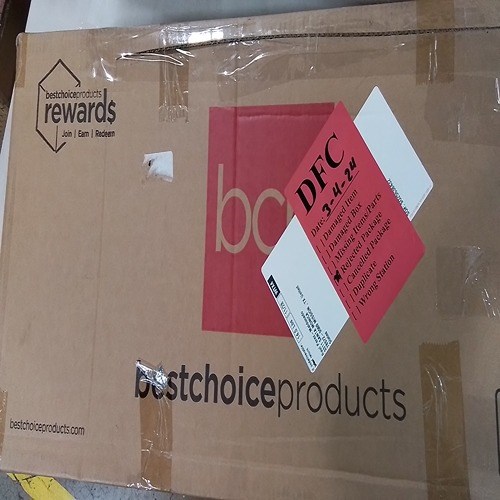 bestchoiceproducts
rewards
Join | Earn | Redeem
bc
DFC
Date: 3-4-24
[ ] Damaged Item
[ ] Damaged Box
[ ] Missing Items/Parts
Rejected Package
[ ] Cancelled Package
[ ] Duplicate
[ ] Wrong Station
bestchoiceproducts
bestchoiceproducts.com